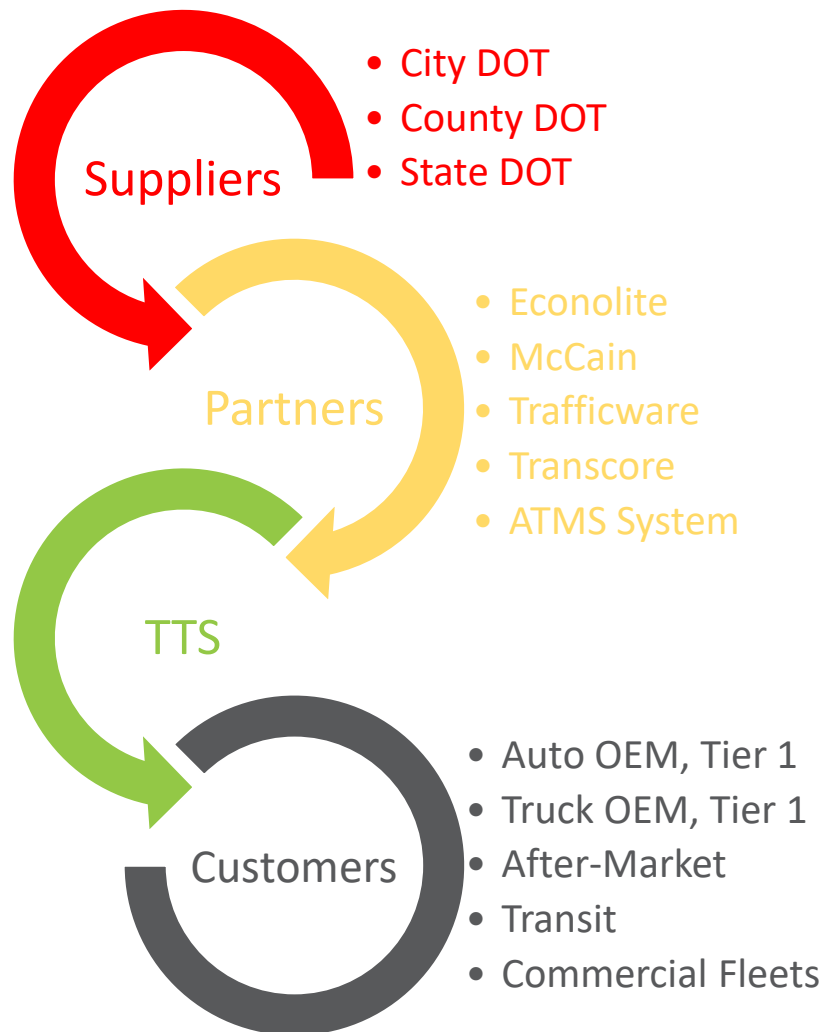 Suppliers
• City DOT
• County DOT
• State DOT
Partners
• Econolite
• McCain
• Trafficware
• Transcore
• ATMS System
TTS
Customers
• Auto OEM, Tier 1
• Truck OEM, Tier 1
• After-Market
• Transit
• Commercial Fleets